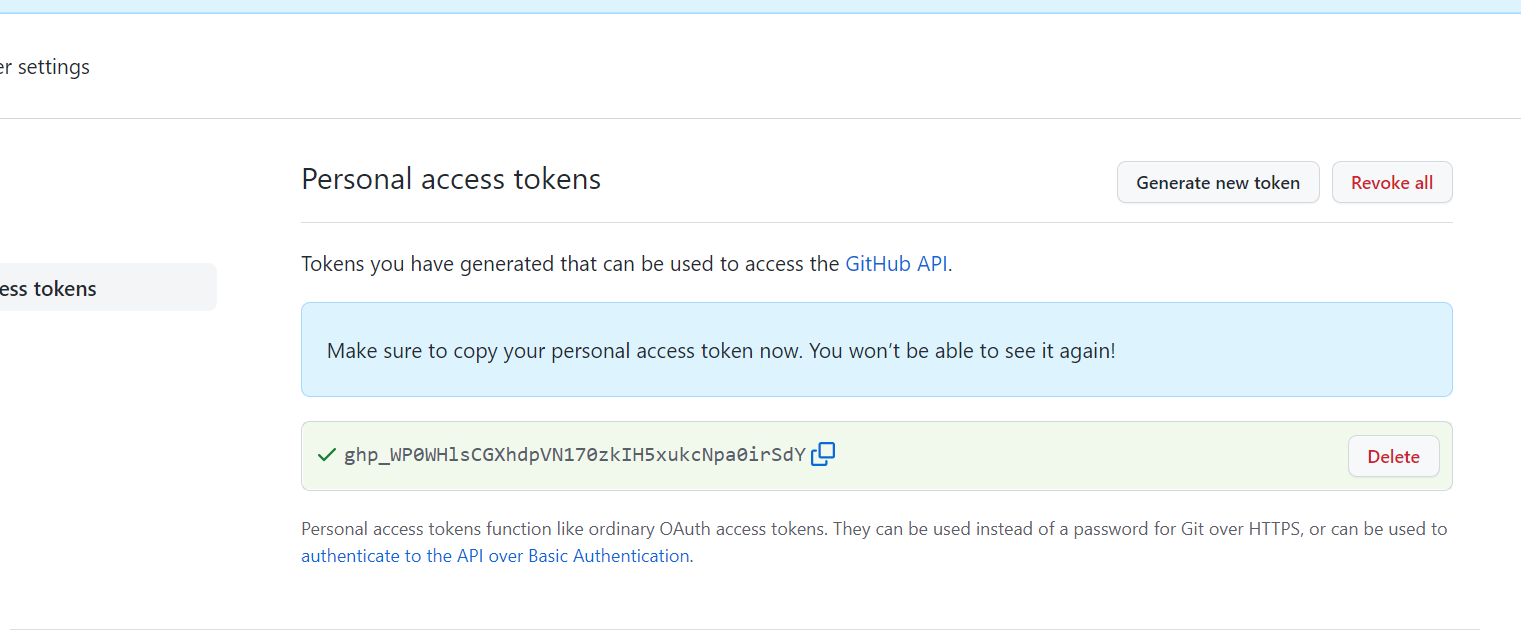 er settings
Personal access tokens
Generate new token
Revoke all
Tokens you have generated that can be used to access the GitHub API.
ess tokens
Make sure to copy your personal access token now. You won’t be able to see it again!
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
Delete
Personal access tokens function like ordinary OAuth access tokens. They can be used instead of a password for Git over HTTPS, or can be used to
authenticate to the API over Basic Authentication.